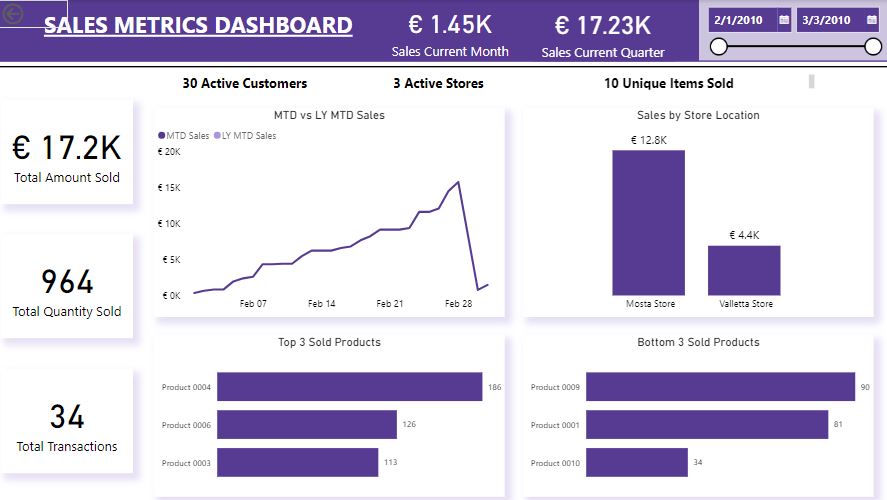 SALES METRICS DASHBOARD
€ 1.45K
Sales Current Month
€ 17.23K
Sales Current Quarter
2/1/2010
3/3/2010
30 Active Customers
3 Active Stores
10 Unique Items Sold
€ 17.2K
Total Amount Sold
964
Total Quantity Sold
34
Total Transactions
MTD vs LY MTD Sales
MTD Sales
LY MTD Sales
€ 20K
€ 15K
€ 10K
€ 5K
€ 0K
Feb 07
Feb 14
Feb 21
Feb 28
Sales by Store Location
€ 12.8K
€ 4.4K
Mosta Store
Valletta Store
Top 3 Sold Products
Product 0004
186
Product 0006
126
Product 0003
113
Bottom 3 Sold Products
Product 0009
90
Product 0001
81
Product 0010
34